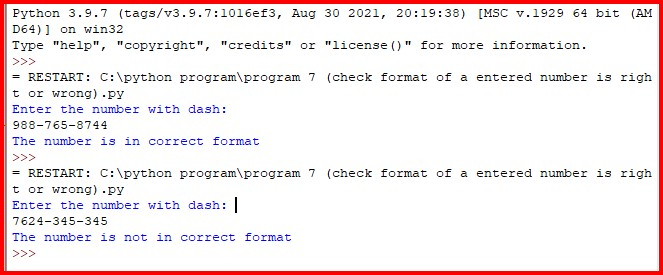 Python 3.9.7 (tags/v3.9.7:1016ef3, Aug 30 2021, 20:19:38) [MSC v.1929 64 bit (AM
D64)] on win32
Type "help", "copyright", "credits" or "license()" for more information.
>>>
= RESTART: C:\python program\program 7 (check format of a entered number is righ
t or wrong).py
Enter the number with dash:
988-765-8744
The number is in correct format
>>>
= RESTART: C:\python program\program 7 (check format of a entered number is righ
t or wrong).py
Enter the number with dash:
7624-345-345
The number is not in correct format
>>>